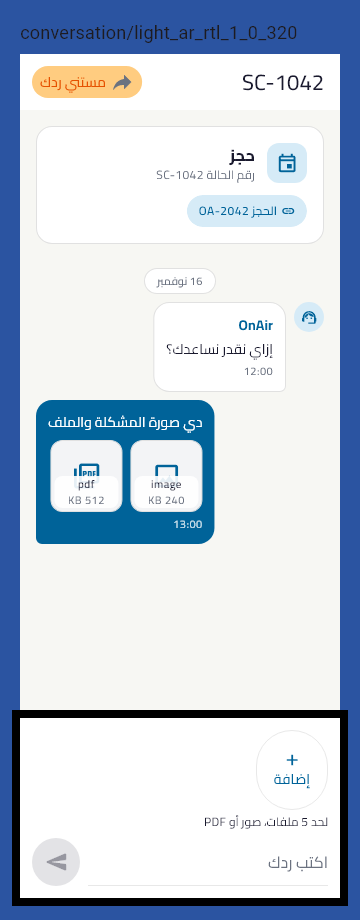 conversation/light_ar_rtl_1_0_320
SC-1042
مستني ردك
حجز
رقم الحالة SC-1042
الحجز OA-2042
16 نوفمبر
OnAir
إزاي نقدر نساعدك؟
12:00
دي صورة المشكلة والملف
image
240 KB
pdf
512 KB
13:00
إضافة
لحد 5 ملفات، صور أو PDF
اكتب ردك